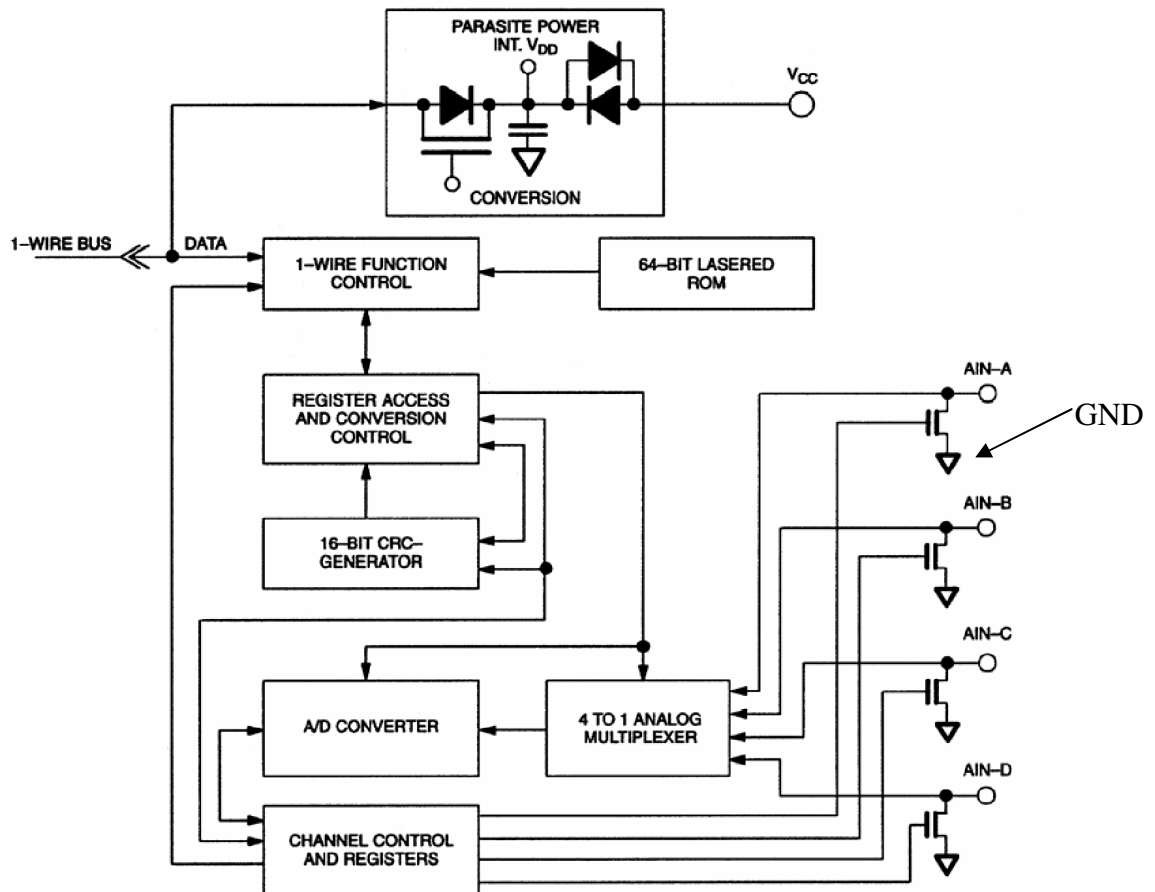 PARASITE POWER
INT. VDD
VCC
CONVERSION
1–WIRE BUS
DATA
1–WIRE FUNCTION
CONTROL
64–BIT LASERED
ROM
REGISTER ACCESS
AND CONVERSION
CONTROL
AIN–A
GND
16–BIT CRC–
GENERATOR
AIN–B
AIN–C
A/D CONVERTER
4 TO 1 ANALOG
MULTIPLEXER
AIN–D
CHANNEL CONTROL
AND REGISTERS